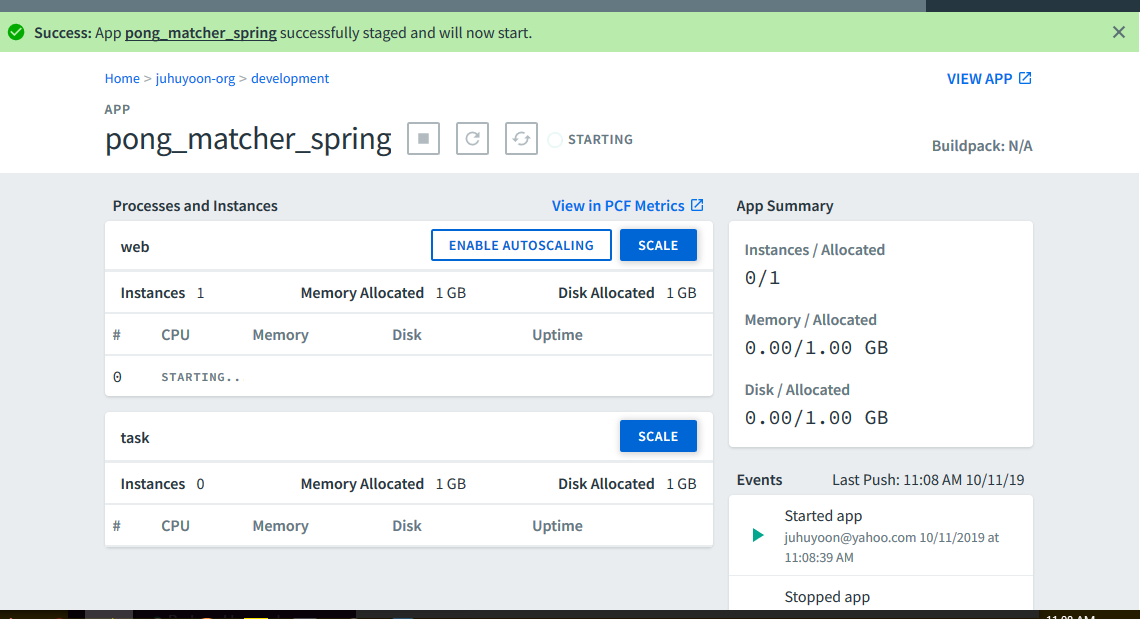 Success: App pong_matcher_spring successfully staged and will now start.
Home > juhuyoon-org > development
VIEW APP
APP
pong_matcher_spring
STARTING
Buildpack: N/A
Processes and Instances
View in PCF Metrics
App Summary
web
ENABLE AUTOSCALING
SCALE
Instances 1 Memory Allocated 1 GB Disk Allocated 1 GB
# CPU Memory Disk Uptime
0 STARTING..
task
SCALE
Instances 0 Memory Allocated 1 GB Disk Allocated 1 GB
# CPU Memory Disk Uptime
Instances / Allocated
0/1
Memory / Allocated
0.00/1.00 GB
Disk / Allocated
0.00/1.00 GB
Events Last Push: 11:08 AM 10/11/19
Started app
juhuyoon@yahoo.com 10/11/2019 at
11:08:39 AM
Stopped app